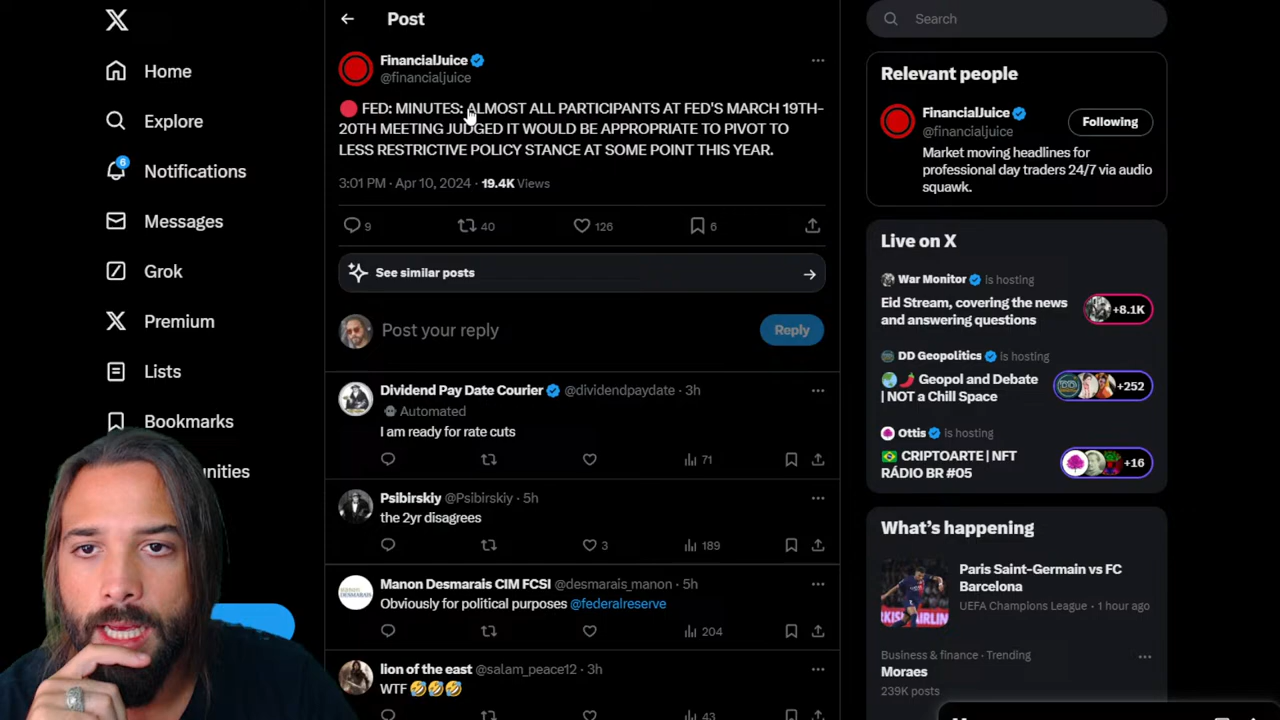 Post
Search
Home
Explore
6
Notifications
Messages
Grok
Premium
Lists
Bookmarks
FinancialJuice
@financialjuice
FED: MINUTES: ALMOST ALL PARTICIPANTS AT FED'S MARCH 19TH-
20TH MEETING JUDGED IT WOULD BE APPROPRIATE TO PIVOT TO
LESS RESTRICTIVE POLICY STANCE AT SOME POINT THIS YEAR.
3:01 PM · Apr 10, 2024 · 19.4K Views
9 40 126 6
See similar posts
Post your reply
Reply
Dividend Pay Date Courier @dividendpaydate · 3h
Automated
I am ready for rate cuts
71
Psibirskiy @Psibirskiy · 5h
the 2yr disagrees
3 189
Manon Desmarais CIM FCSI @desmarais_manon · 5h
Obviously for political purposes @federalreserve
204
lion of the east @salam_peace12 · 3h
WTF 🤣🤣🤣
43
Relevant people
FinancialJuice
@financialjuice
Following
Market moving headlines for
professional day traders 24/7 via audio
squawk.
Live on X
War Monitor is hosting
Eid Stream, covering the news
and answering questions
+8.1K
DD Geopolitics is hosting
🌶️ Geopol and Debate
| NOT a Chill Space
+252
Ottis is hosting
🇧🇷 CRIPTOARTE | NFT
RÁDIO BR #05
+16
What's happening
Paris Saint-Germain vs FC
Barcelona
UEFA Champions League · 1 hour ago
Business & finance · Trending
Moraes
239K posts